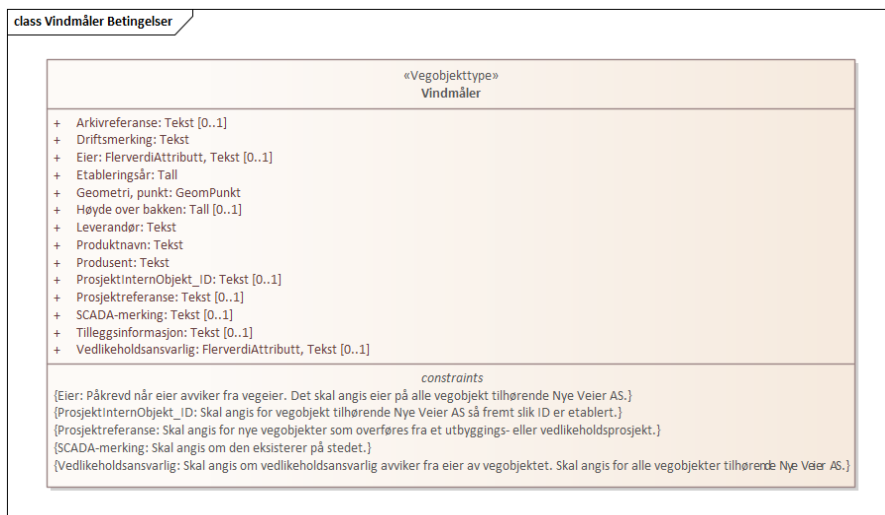 class Vindmåler Betingelser
«Vegobjekttype»
Vindmåler
+ Arkivreferanse: Tekst [0..1]
+ Driftsmerking: Tekst
+ Eier: FlerverdiAttributt, Tekst [0..1]
+ Etableringsår: Tall
+ Geometri, punkt: GeomPunkt
+ Høyde over bakken: Tall [0..1]
+ Leverandør: Tekst
+ Produktnavn: Tekst
+ Produsent: Tekst
+ ProsjektInternObjekt_ID: Tekst [0..1]
+ Prosjektreferanse: Tekst [0..1]
+ SCADA-merking: Tekst [0..1]
+ Tilleggsinformasjon: Tekst [0..1]
+ Vedlikeholdsansvarlig: FlerverdiAttributt, Tekst [0..1]
constraints
{Eier: Påkrevd når eier avviker fra vegeier. Det skal angis eier på alle vegobjekt tilhørende Nye Veier AS.}
{ProsjektInternObjekt_ID: Skal angis for vegobjekt tilhørende Nye Veier AS så fremt slik ID er etablert.}
{Prosjektreferanse: Skal angis for nye vegobjekter som overføres fra et utbyggings- eller vedlikeholdsprosjekt.}
{SCADA-merking: Skal angis om den eksisterer på stedet.}
{Vedlikeholdsansvarlig: Skal angis om vedlikeholdsansvarlig avviker fra eier av vegobjektet. Skal angis for alle vegobjekter tilhørende Nye Veier AS.}